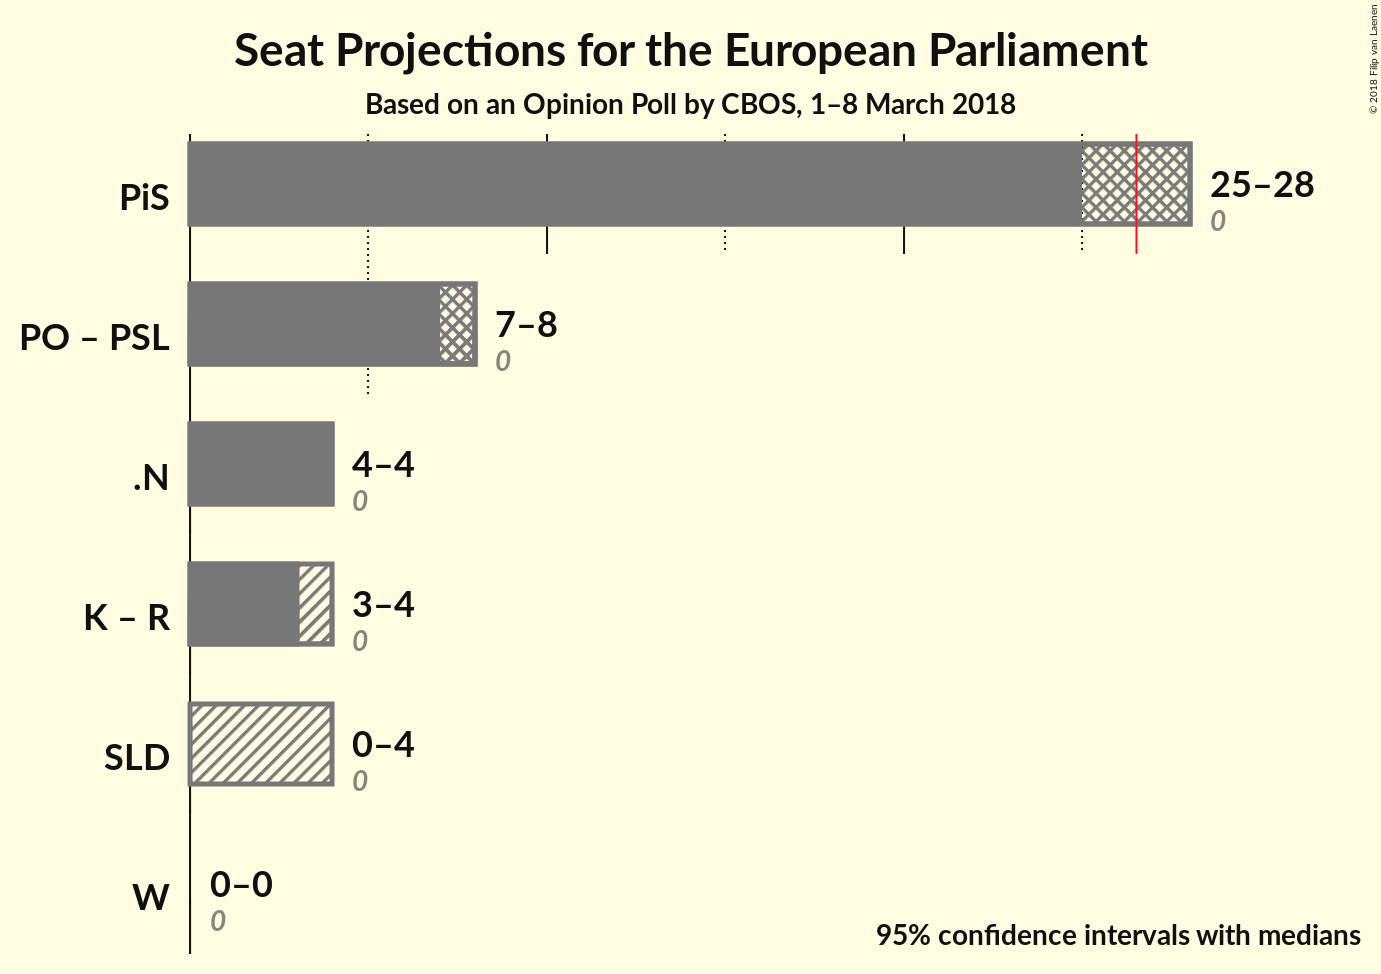 Seat Projections for the European Parliament
Based on an Opinion Poll by CBOS, 1–8 March 2018
© 2018 Filip van Laenen
PiS
25–28
0
PO – PSL
7–8
0
.N
4–4
0
K – R
3–4
0
SLD
0–4
0
W
0–0
0
95% confidence intervals with medians